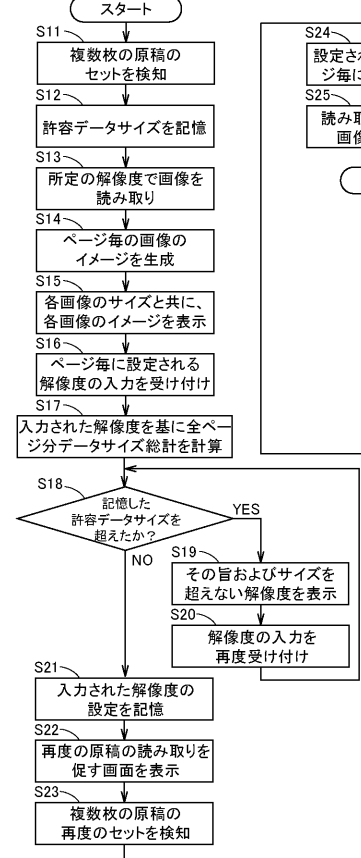 スタート
S11
複数枚の原稿の
セットを検知
S12
許容データサイズを記憶
S13
所定の解像度で画像を
読み取り
S14
ページ毎の画像の
イメージを生成
S15
各画像のサイズと共に、
各画像のイメージを表示
S16
ページ毎に設定される
解像度の入力を受け付け
S17
入力された解像度を基に全ペー
ジ分データサイズ総計を計算
S18
記憶した
許容データサイズを
超えたか?
YES
NO
S19
その旨およびサイズを
超えない解像度を表示
S20
解像度の入力を
再度受け付け
S21
入力された解像度の
設定を記憶
S22
再度の原稿の読み取りを
促す画面を表示
S23
複数枚の原稿の
再度のセットを検知
S24
設定さ
ジ毎に
S25
読み取
画像